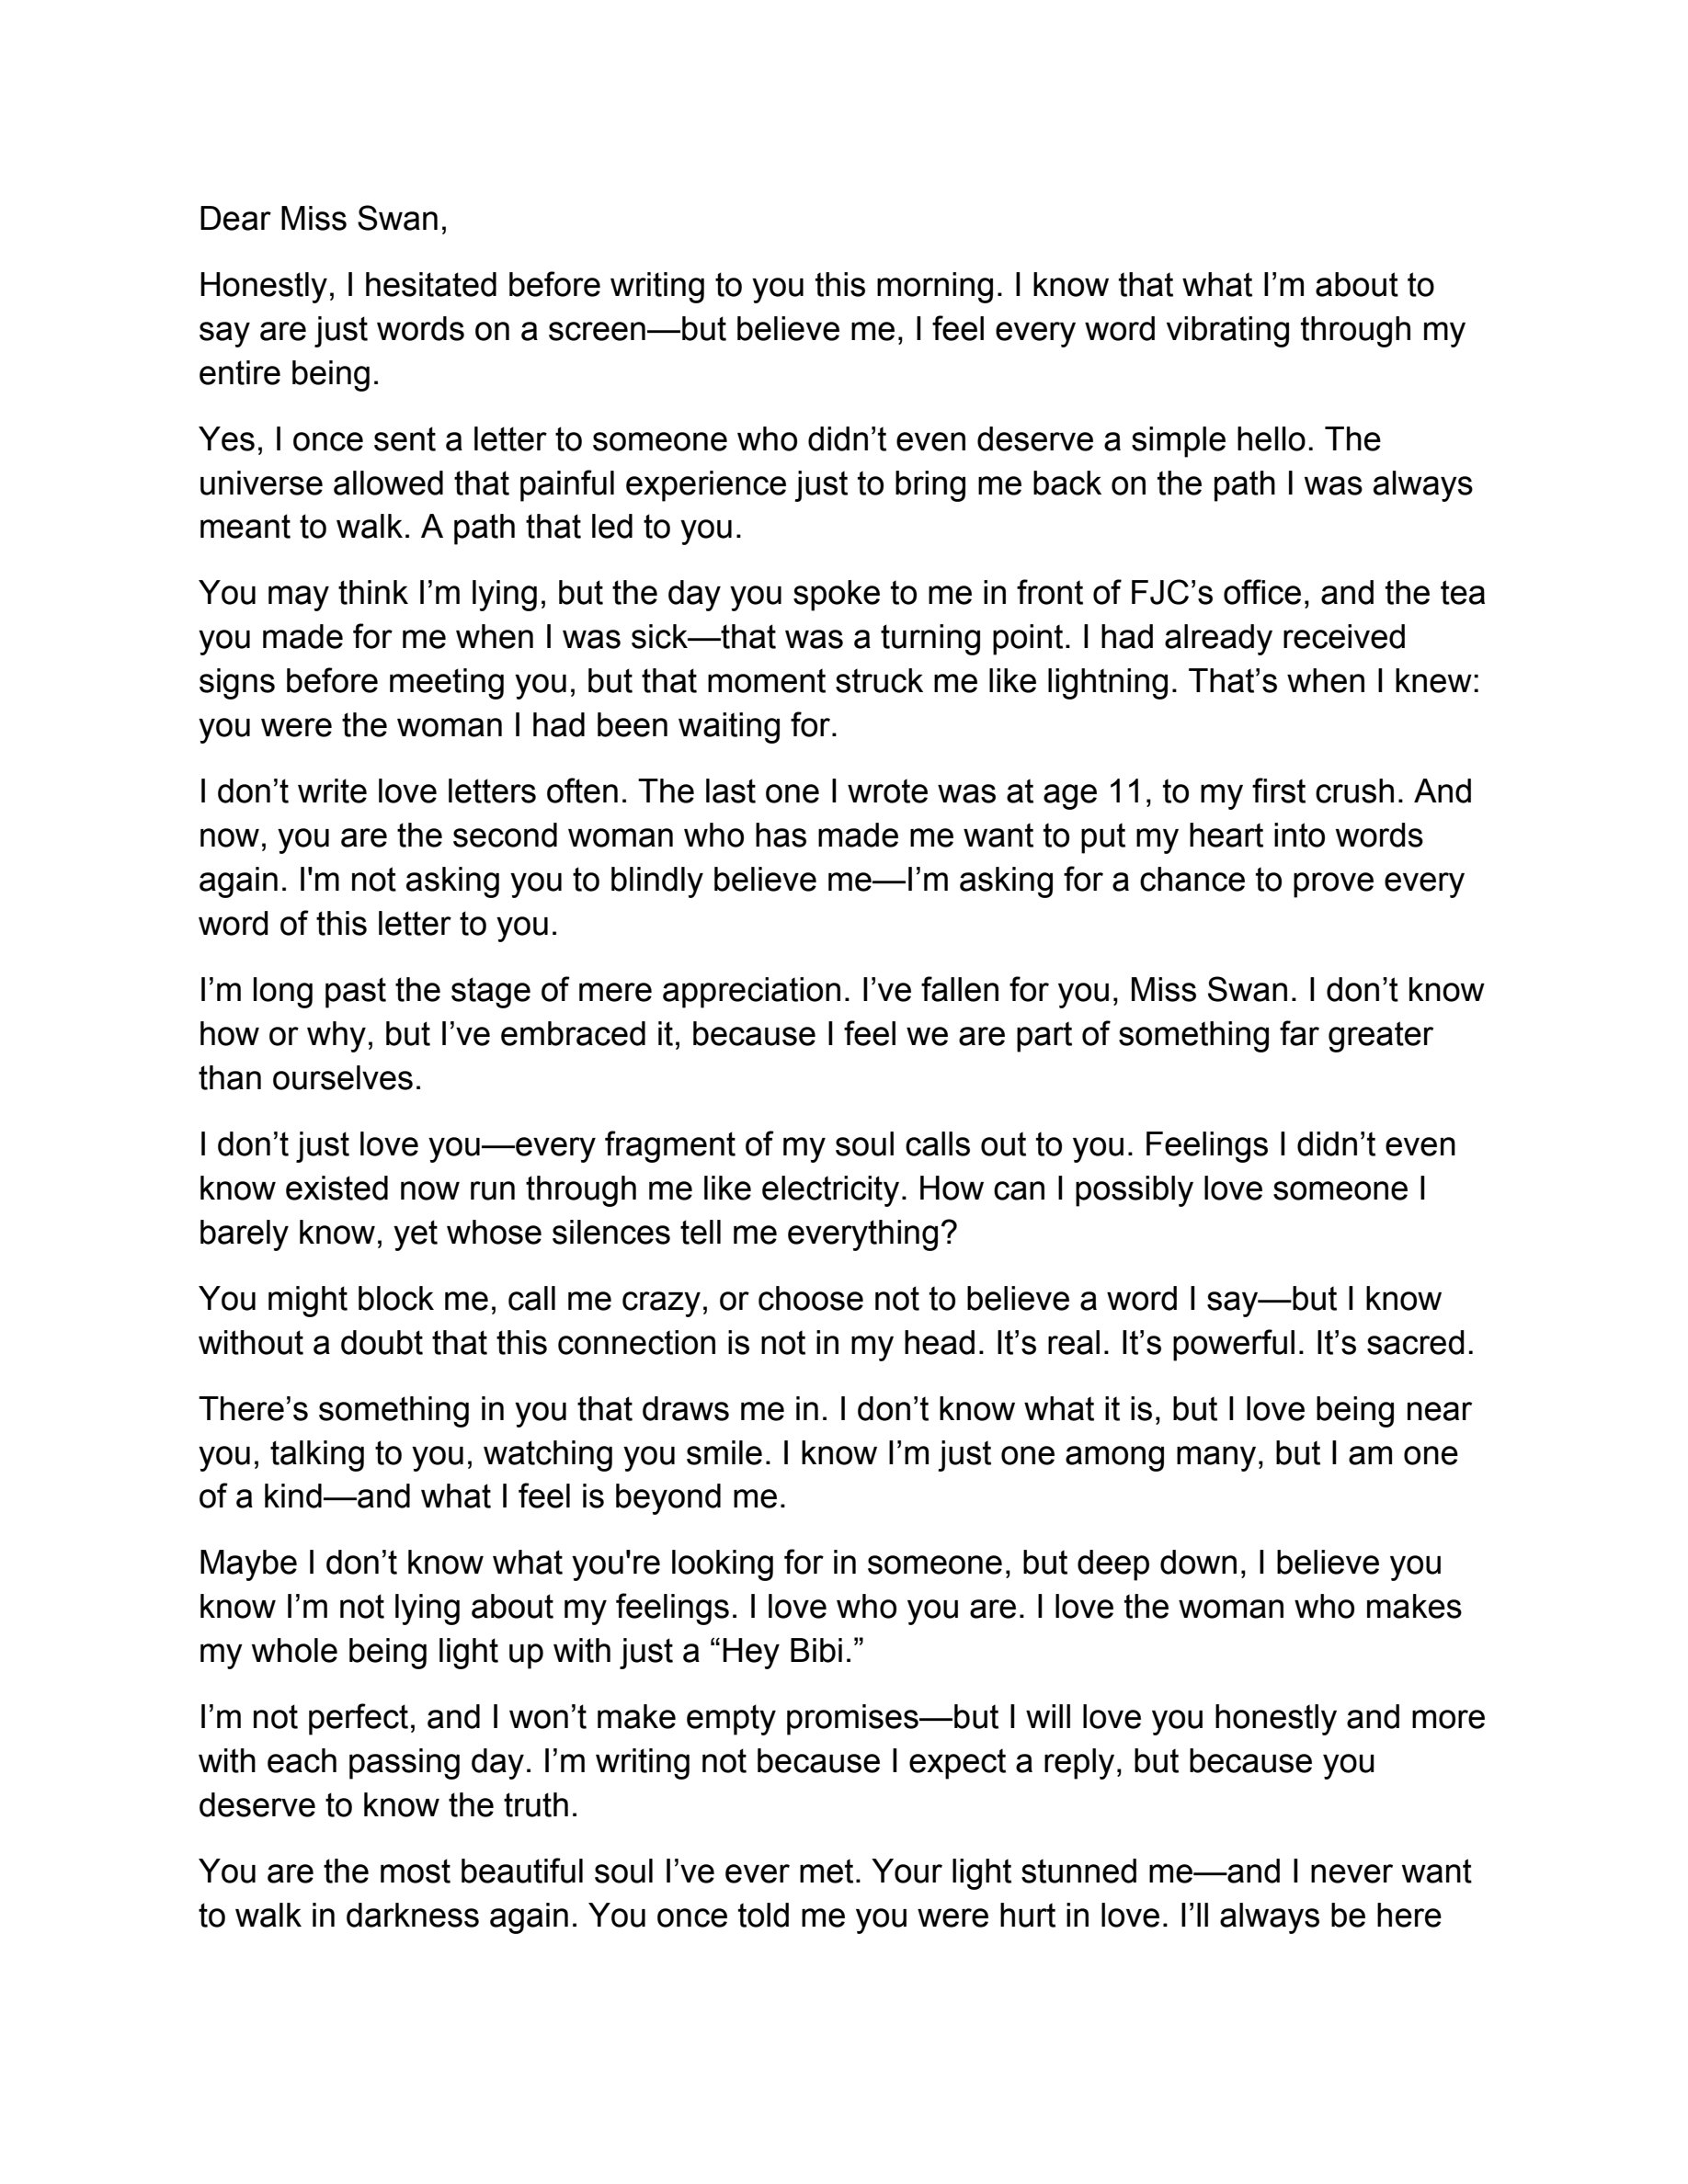 Dear Miss Swan,
Honestly, I hesitated before writing to you this morning. I know that what I’m about to
say are just words on a screen—but believe me, I feel every word vibrating through my
entire being.
Yes, I once sent a letter to someone who didn’t even deserve a simple hello. The
universe allowed that painful experience just to bring me back on the path I was always
meant to walk. A path that led to you.
You may think I’m lying, but the day you spoke to me in front of FJC’s office, and the tea
you made for me when I was sick—that was a turning point. I had already received
signs before meeting you, but that moment struck me like lightning. That’s when I knew:
you were the woman I had been waiting for.
I don’t write love letters often. The last one I wrote was at age 11, to my first crush. And
now, you are the second woman who has made me want to put my heart into words
again. I'm not asking you to blindly believe me—I’m asking for a chance to prove every
word of this letter to you.
I’m long past the stage of mere appreciation. I’ve fallen for you, Miss Swan. I don’t know
how or why, but I’ve embraced it, because I feel we are part of something far greater
than ourselves.
I don’t just love you—every fragment of my soul calls out to you. Feelings I didn’t even
know existed now run through me like electricity. How can I possibly love someone I
barely know, yet whose silences tell me everything?
You might block me, call me crazy, or choose not to believe a word I say—but I know
without a doubt that this connection is not in my head. It’s real. It’s powerful. It’s sacred.
There’s something in you that draws me in. I don’t know what it is, but I love being near
you, talking to you, watching you smile. I know I’m just one among many, but I am one
of a kind—and what I feel is beyond me.
Maybe I don’t know what you're looking for in someone, but deep down, I believe you
know I’m not lying about my feelings. I love who you are. I love the woman who makes
my whole being light up with just a “Hey Bibi.”
I’m not perfect, and I won’t make empty promises—but I will love you honestly and more
with each passing day. I’m writing not because I expect a reply, but because you
deserve to know the truth.
You are the most beautiful soul I’ve ever met. Your light stunned me—and I never want
to walk in darkness again. You once told me you were hurt in love. I’ll always be here